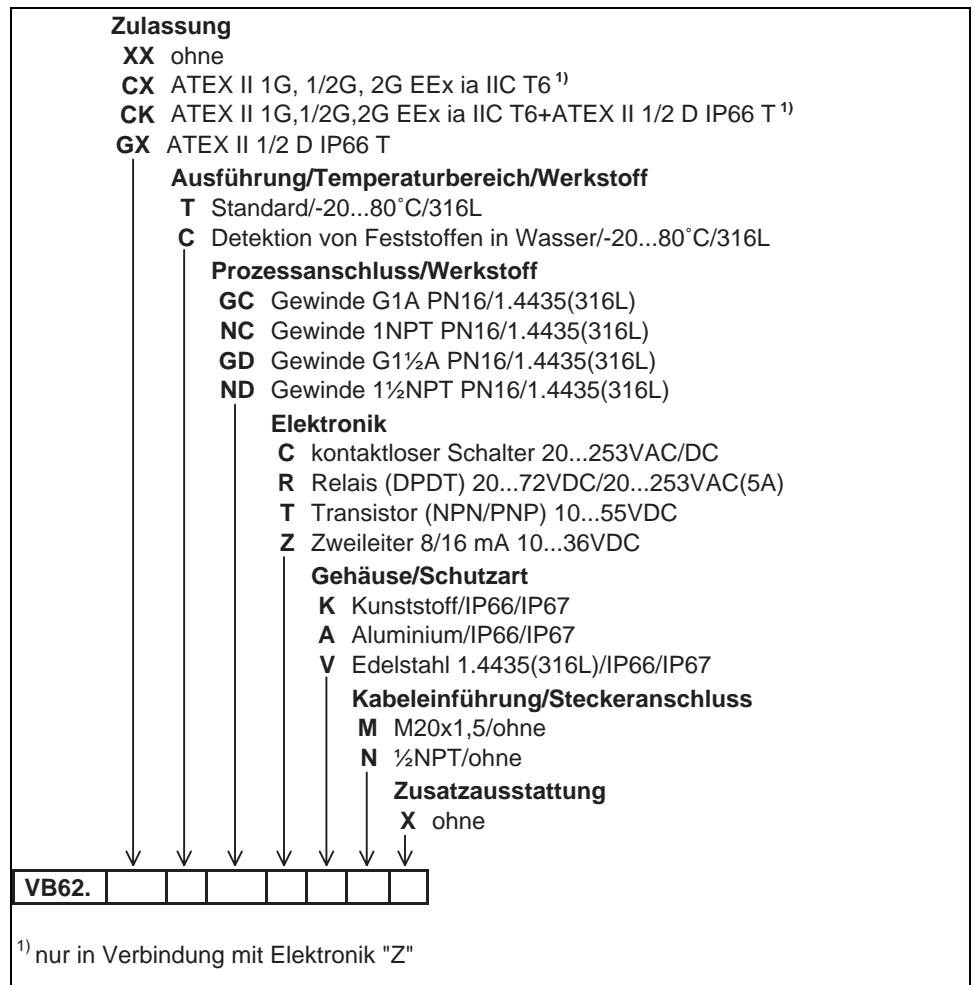 Zulassung
XX ohne
CX ATEX II 1G, 1/2G, 2G EEx ia IIC T6 1)
CK ATEX II 1G,1/2G,2G EEx ia IIC T6+ATEX II 1/2 D IP66 T 1)
GX ATEX II 1/2 D IP66 T
Ausführung/Temperaturbereich/Werkstoff
T Standard/-20...80˚C/316L
C Detektion von Feststoffen in Wasser/-20...80˚C/316L
Prozessanschluss/Werkstoff
GC Gewinde G1A PN16/1.4435(316L)
NC Gewinde 1NPT PN16/1.4435(316L)
GD Gewinde G1½A PN16/1.4435(316L)
ND Gewinde 1½NPT PN16/1.4435(316L)
Elektronik
C kontaktloser Schalter 20...253VAC/DC
R Relais (DPDT) 20...72VDC/20...253VAC(5A)
T Transistor (NPN/PNP) 10...55VDC
Z Zweileiter 8/16 mA 10...36VDC
Gehäuse/Schutzart
K Kunststoff/IP66/IP67
A Aluminium/IP66/IP67
V Edelstahl 1.4435(316L)/IP66/IP67
Kabeleinführung/Steckeranschluss
M M20x1,5/ohne
N ½NPT/ohne
Zusatzausstattung
X ohne
VB62.
1) nur in Verbindung mit Elektronik "Z"